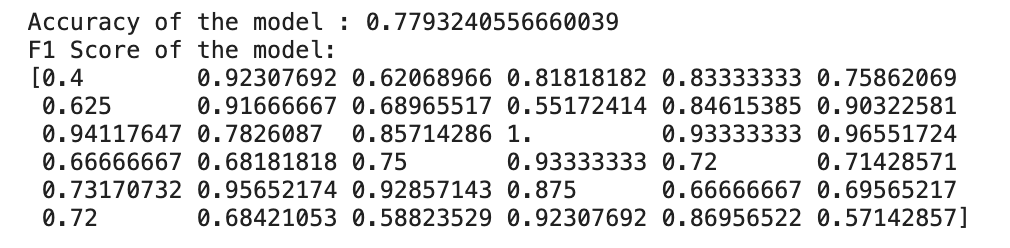 Accuracy of the model : 0.7793240556660039
F1 Score of the model:
[0.4 0.92307692 0.62068966 0.81818182 0.83333333 0.75862069
0.625 0.91666667 0.68965517 0.55172414 0.84615385 0.90322581
0.94117647 0.7826087 0.85714286 1. 0.93333333 0.96551724
0.66666667 0.68181818 0.75 0.93333333 0.72 0.71428571
0.73170732 0.95652174 0.92857143 0.875 0.66666667 0.69565217
0.72 0.68421053 0.58823529 0.92307692 0.86956522 0.57142857]